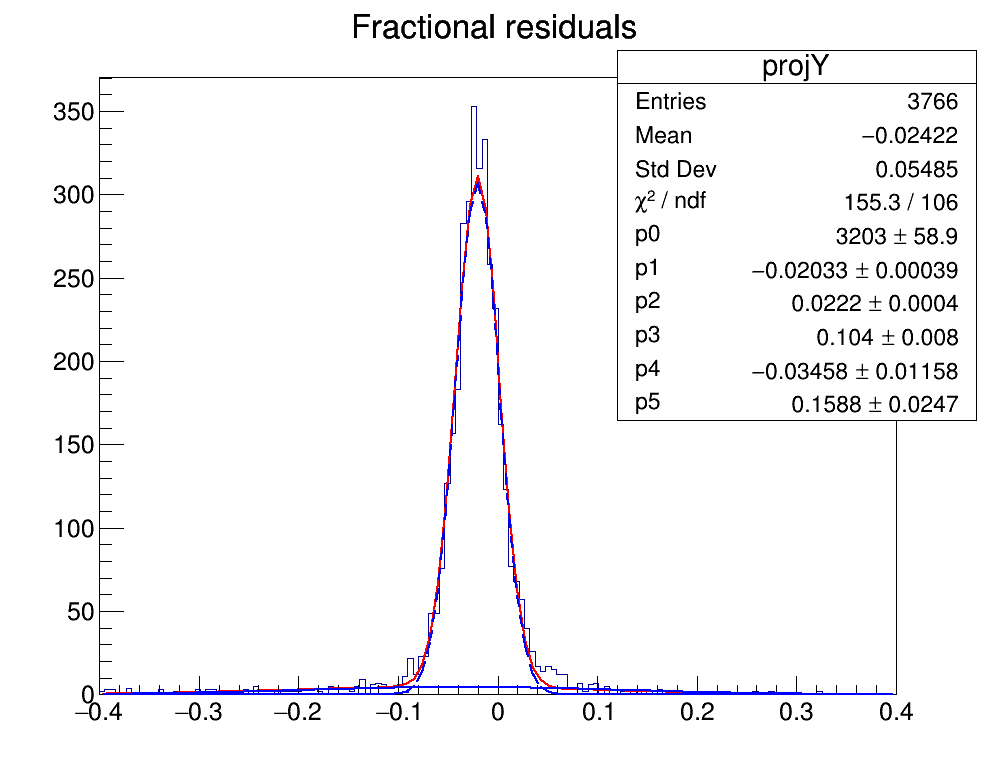 Fractional residuals
projY
Entries 3766
Mean −0.02422
Std Dev 0.05485
χ² / ndf 155.3 / 106
p0 3203 ± 58.9
p1 −0.02033 ± 0.00039
p2 0.0222 ± 0.0004
p3 0.104 ± 0.008
p4 −0.03458 ± 0.01158
p5 0.1588 ± 0.0247
350
300
250
200
150
100
50
0
−0.4 −0.3 −0.2 −0.1 0 0.1 0.2 0.3 0.4